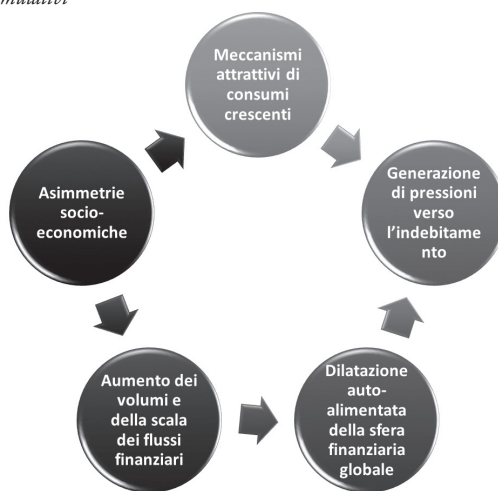 Meccanismi
attrattivi di
consumi
crescenti
Generazione
di pressioni
verso
l'indebitame
nto
Asimmetrie
socio-
economiche
Aumento dei
volumi e
della scala
dei flussi
finanziari
Dilatazione
auto-
alimentata
della sfera
finanziaria
globale